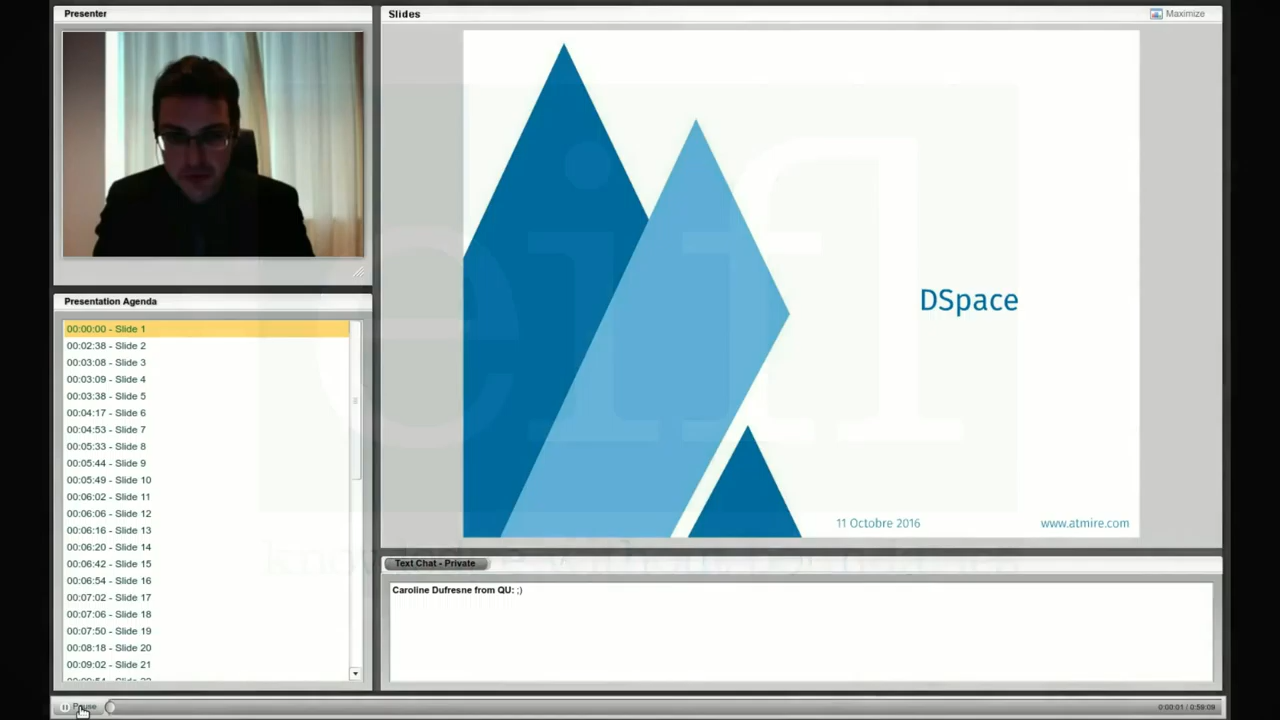 Presenter
Slides
Maximize
DSpace
11 Octobre 2016
www.atmire.com
Presentation Agenda
00:00:00 - Slide 1
00:02:38 - Slide 2
00:03:08 - Slide 3
00:03:09 - Slide 4
00:03:38 - Slide 5
00:04:17 - Slide 6
00:04:53 - Slide 7
00:05:33 - Slide 8
00:05:44 - Slide 9
00:05:49 - Slide 10
00:06:02 - Slide 11
00:06:06 - Slide 12
00:06:16 - Slide 13
00:06:20 - Slide 14
00:06:42 - Slide 15
00:06:54 - Slide 16
00:07:02 - Slide 17
00:07:06 - Slide 18
00:07:50 - Slide 19
00:08:18 - Slide 20
00:09:02 - Slide 21
Text Chat - Private
Caroline Dufresne from QU: ;)
Pause
0:00:01 / 0:59:09
eifl